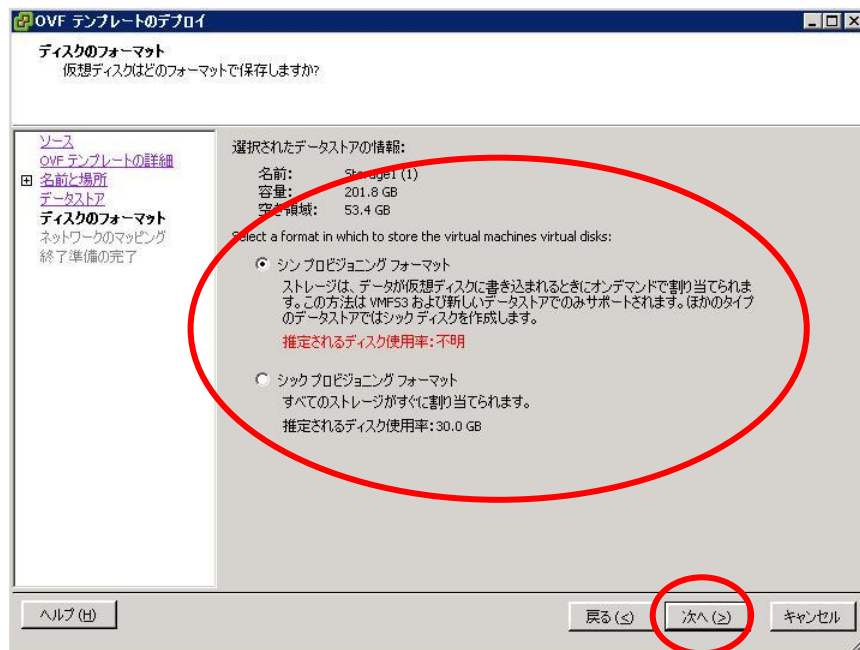 OVF テンプレートのデプロイ
ディスクのフォーマット
仮想ディスクはどのフォーマットで保存しますか?
ソース
OVF テンプレートの詳細
名前と場所
データストア
ディスクのフォーマット
ネットワークのマッピング
終了準備の完了
選択されたデータストアの情報:
名前: Storage1 (1)
容量: 201.8 GB
空き領域: 53.4 GB
Select a format in which to store the virtual machines virtual disks:
シン プロビジョニング フォーマット
ストレージは、データが仮想ディスクに書き込まれるときにオンデマンドで割り当てられま
す。この方法は VMFS3 および新しいデータストアでのみサポートされます。ほかのタイプ
のデータストアではシック ディスクを作成します。
推定されるディスク使用率:不明
シック プロビジョニング フォーマット
すべてのストレージがすぐに割り当てられます。
推定されるディスク使用率:30.0 GB
ヘルプ (H)
戻る (<)
次へ (>)
キャンセル